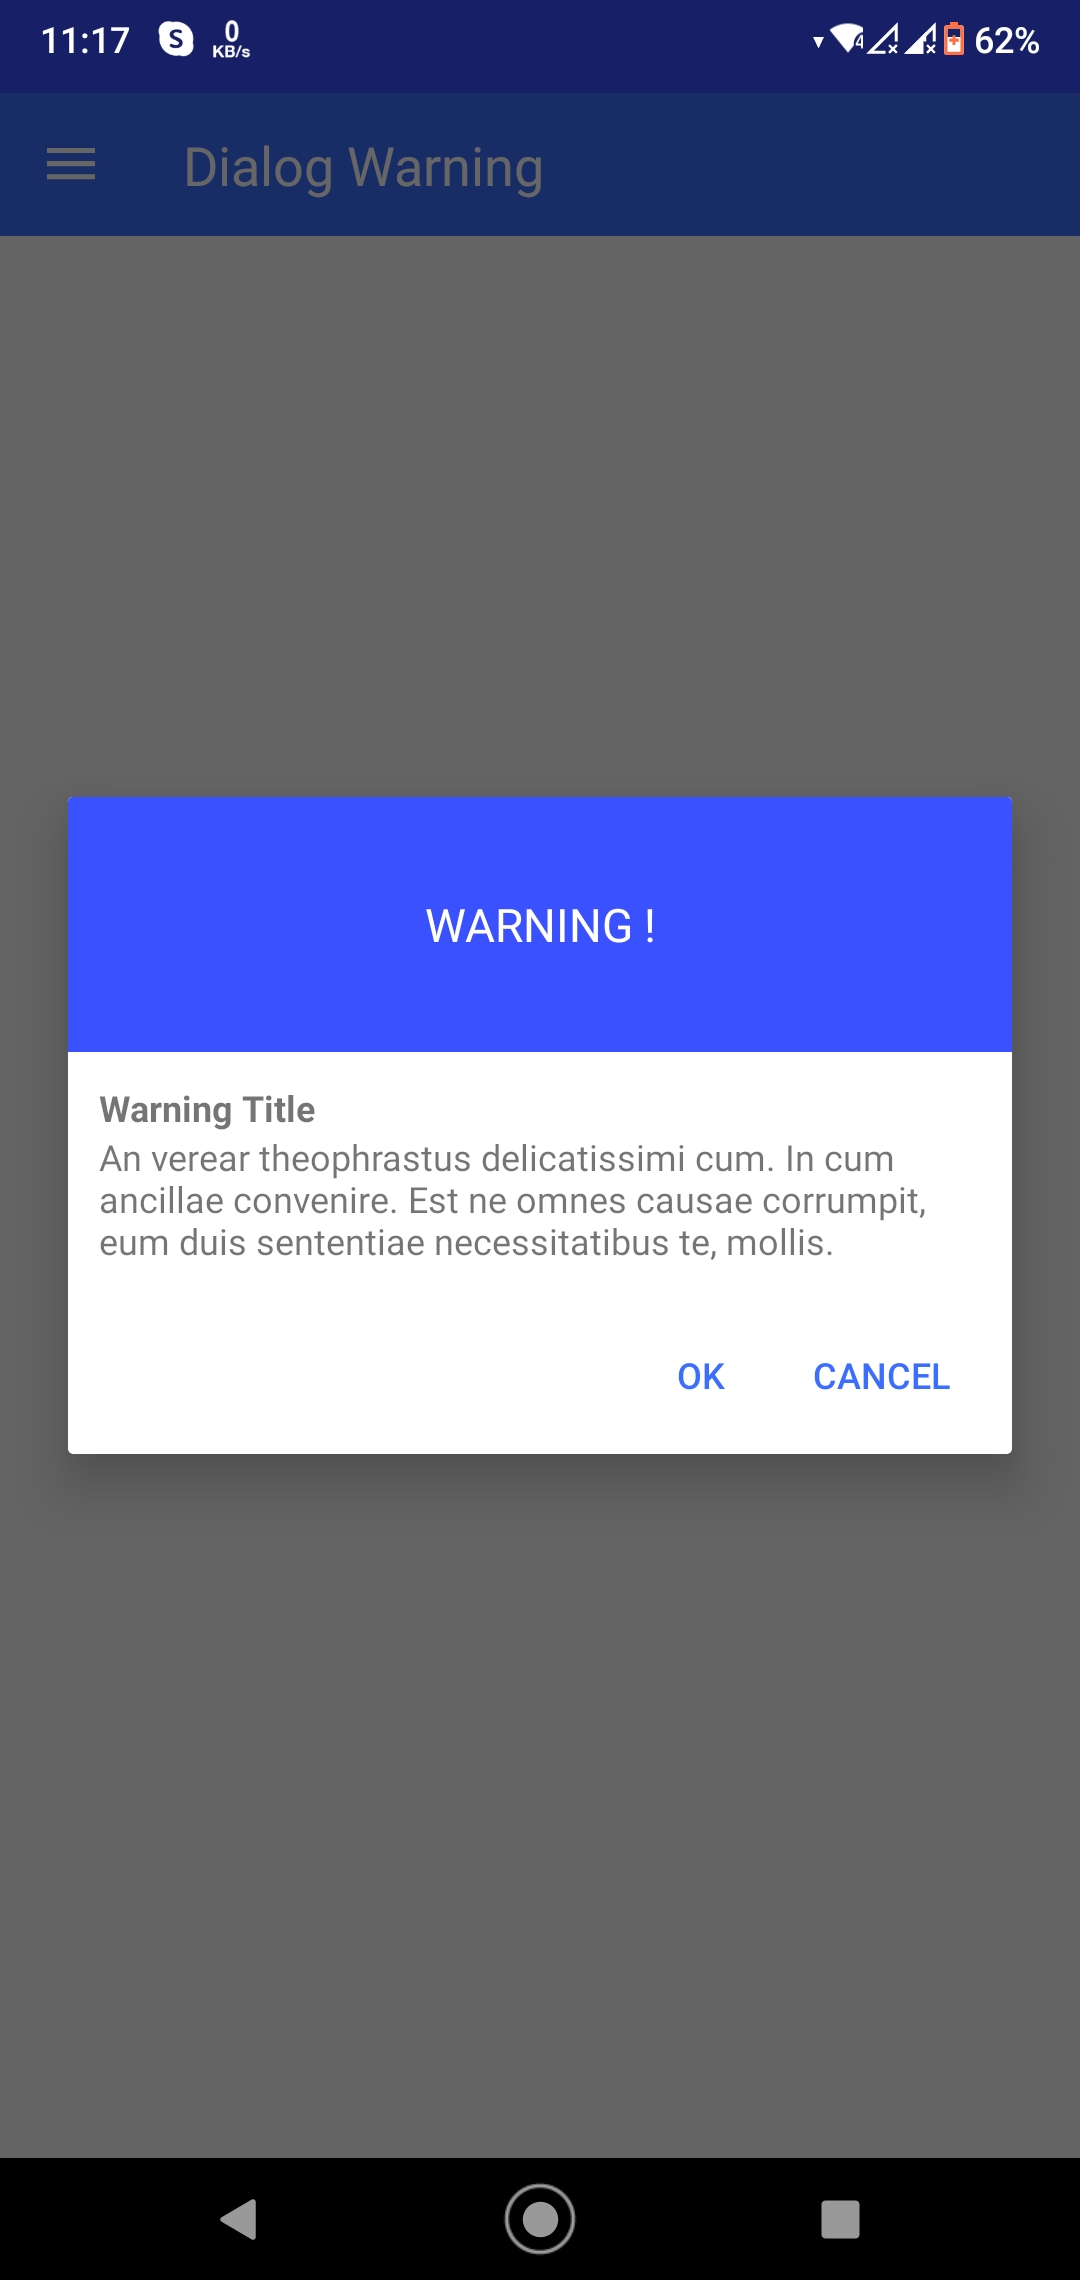 11:17 S 0 KB/s 4 62%
Dialog Warning
WARNING !
Warning Title
An verear theophrastus delicatissimi cum. In cum
ancillae convenire. Est ne omnes causae corrumpit,
eum duis sententiae necessitatibus te, mollis.
OK CANCEL